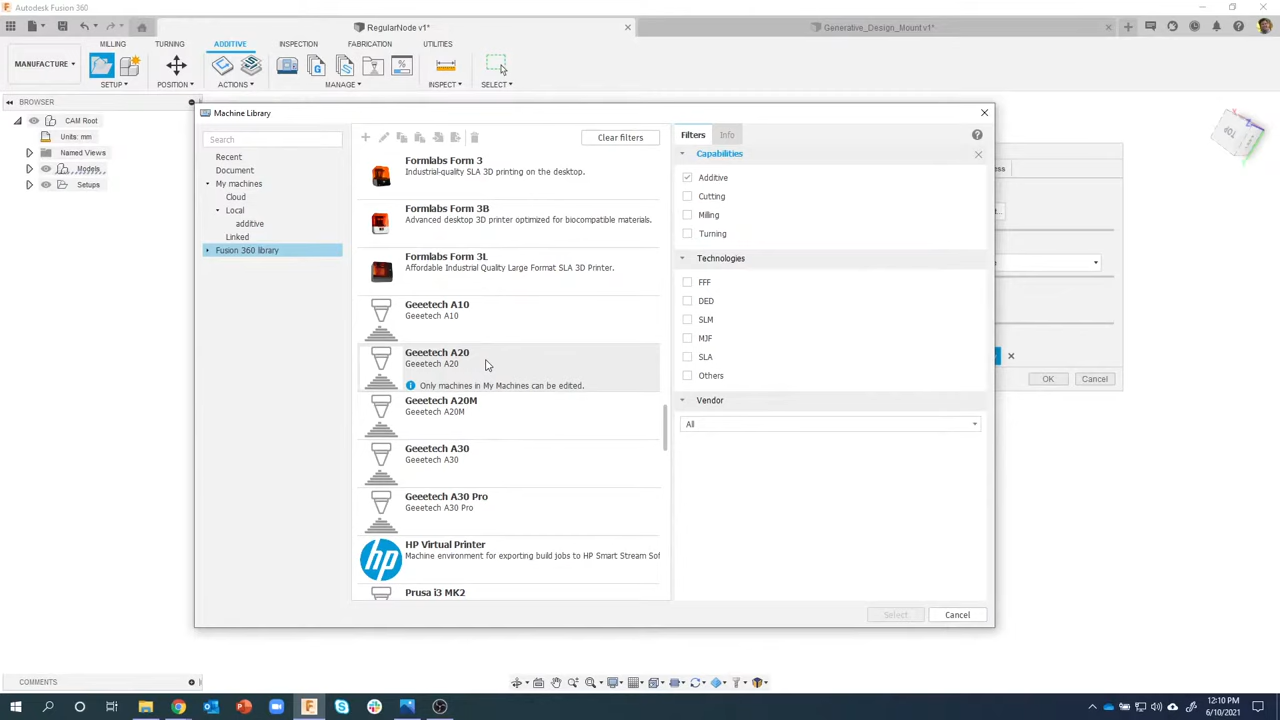 Autodesk Fusion 360
RegularNode v1*
Generative_Design_Mount v1*
MANUFACTURE
MILLING
TURNING
ADDITIVE
INSPECTION
FABRICATION
UTILITIES
SETUP
POSITION
ACTIONS
MANAGE
INSPECT
SELECT
BROWSER
CAM Root
Units: mm
Named Views
Models
Setups
Machine Library
Search
Recent
Document
My machines
Cloud
Local
additive
Linked
Fusion 360 library
Clear filters
Formlabs Form 3
Industrial-quality SLA 3D printing on the desktop.
Formlabs Form 3B
Advanced desktop 3D printer optimized for biocompatible materials.
Formlabs Form 3L
Affordable Industrial Quality Large Format SLA 3D Printer.
Geeetech A10
Geeetech A10
Geeetech A20
Geeetech A20
Only machines in My Machines can be edited.
Geeetech A20M
Geeetech A20M
Geeetech A30
Geeetech A30
Geeetech A30 Pro
Geeetech A30 Pro
hp
HP Virtual Printer
Machine environment for exporting build jobs to HP Smart Stream Sof
Prusa i3 MK2
Filters
Info
Capabilities
Additive
Cutting
Milling
Turning
Technologies
FFF
DED
SLM
MJF
SLA
Others
Vendor
All
Select
Cancel
TOP
ess
OK
Cancel
COMMENTS
12:10 PM
6/10/2021